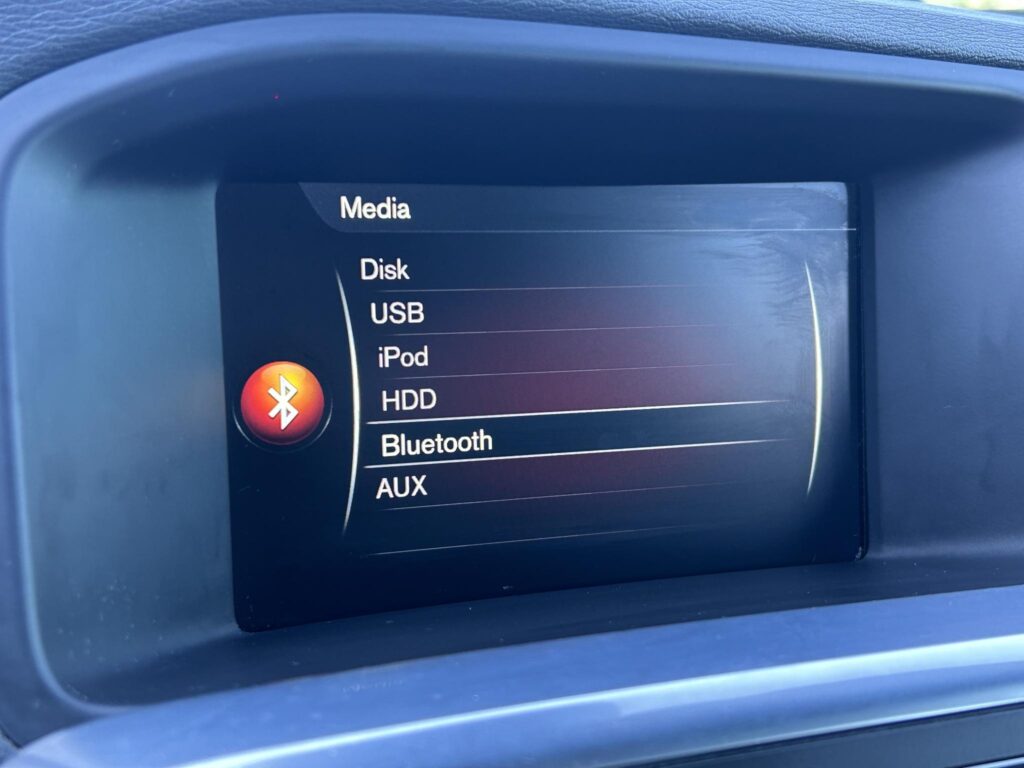 Media
Disk
USB
iPod
HDD
Bluetooth
AUX